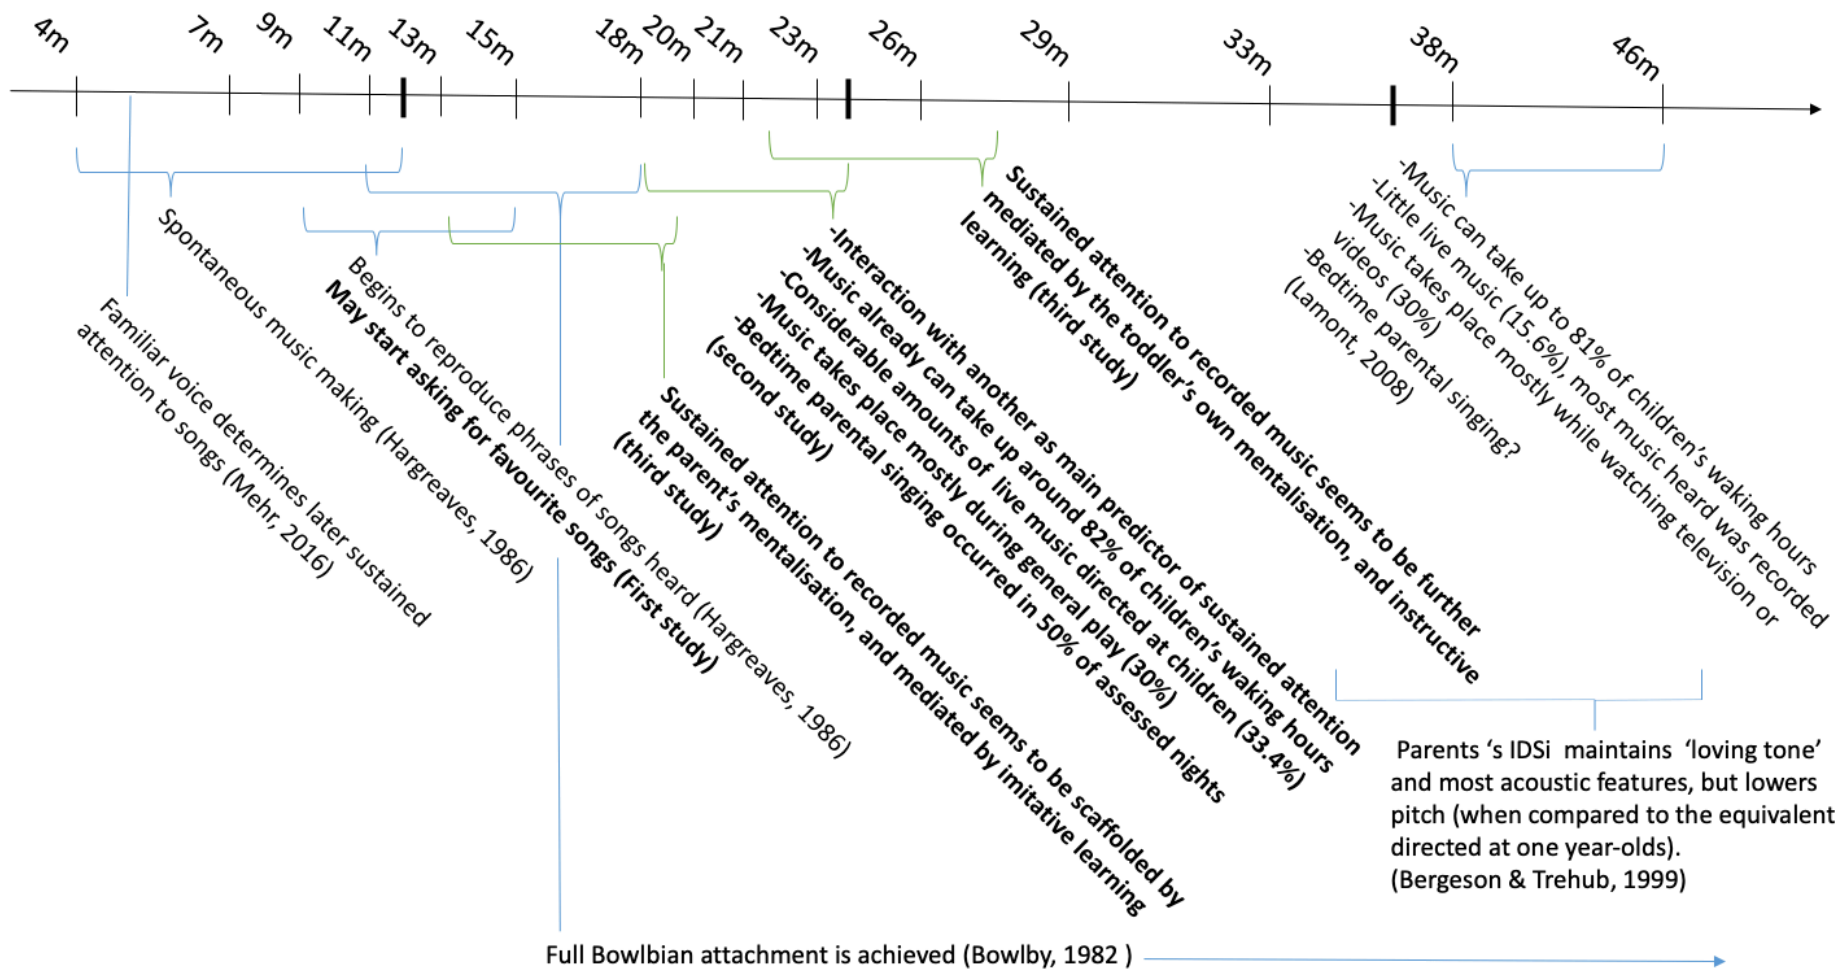 4m
7m
9m
11m
13m
15m
18m
20m
21m
23m
26m
29m
33m
38m
46m
Familiar voice determines later sustained
attention to songs (Mehr, 2016)
Spontaneous music making (Hargreaves, 1986)
Begins to reproduce phrases of songs heard (Hargreaves, 1986)
May start asking for favourite songs (First study)
Sustained attention to recorded music seems to be scaffolded by
the parent's mentalisation, and mediated by imitative learning
(third study)
-Interaction with another as main predictor of sustained attention
-Music already can take up around 82% of children's waking hours
-Considerable amounts of live music directed at children (33.4%)
-Music takes place mostly during general play (30%)
-Bedtime parental singing occurred in 50% of assessed nights
(second study)
Sustained attention to recorded music seems to be further
mediated by the toddler's own mentalisation, and instructive
learning (third study)
-Music can take up to 81% of children's waking hours
-Little live music (15.6%), most music heard was recorded
-Music takes place mostly while watching television or
videos (30%)
-Bedtime parental singing?
(Lamont, 2008)
Parents 's IDSi maintains 'loving tone'
and most acoustic features, but lowers
pitch (when compared to the equivalent
directed at one year-olds).
(Bergeson & Trehub, 1999)
Full Bowlbian attachment is achieved (Bowlby, 1982 )